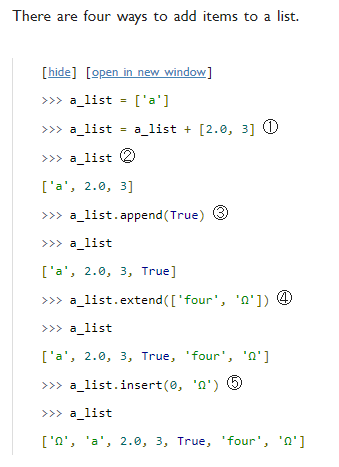 There are four ways to add items to a list.
[hide] [open in new window]
>>> a_list = ['a']
>>> a_list = a_list + [2.0, 3] ①
>>> a_list ②
['a', 2.0, 3]
>>> a_list.append(True) ③
>>> a_list
['a', 2.0, 3, True]
>>> a_list.extend(['four', 'Ω']) ④
>>> a_list
['a', 2.0, 3, True, 'four', 'Ω']
>>> a_list.insert(0, 'Ω') ⑤
>>> a_list
['Ω', 'a', 2.0, 3, True, 'four', 'Ω']